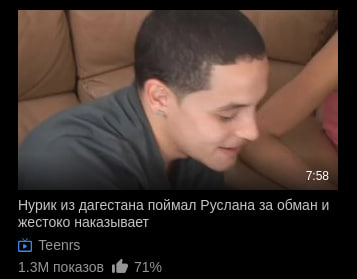 7:58
Нурик из дагестана поймал Руслана за обман и
жестоко наказывает
Teenrs
1.3M показов 71%